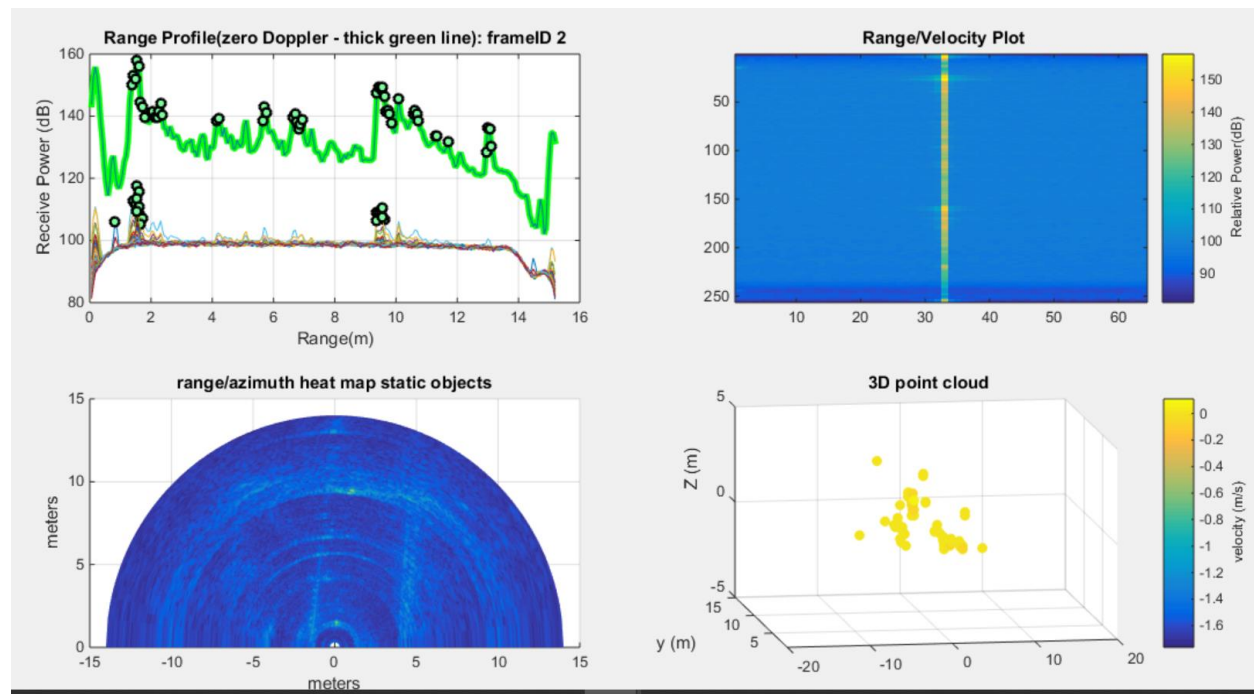 Range Profile(zero Doppler - thick green line): frameID 2
160
140
120
100
80
Receive Power (dB)
0 2 4 6 8 10 12 14 16
Range(m)
Range/Velocity Plot
50
100
150
200
250
10 20 30 40 50 60
150
140
130
120
110
100
90
Relative Power(dB)
range/azimuth heat map static objects
15
10
5
0
meters
-15 -10 -5 0 5 10 15
meters
3D point cloud
5
0
-5
Z (m)
15
10
5
y (m)
-20 -10 0 10 20
0
-0.2
-0.4
-0.6
-0.8
-1
-1.2
-1.4
-1.6
velocity (m/s)